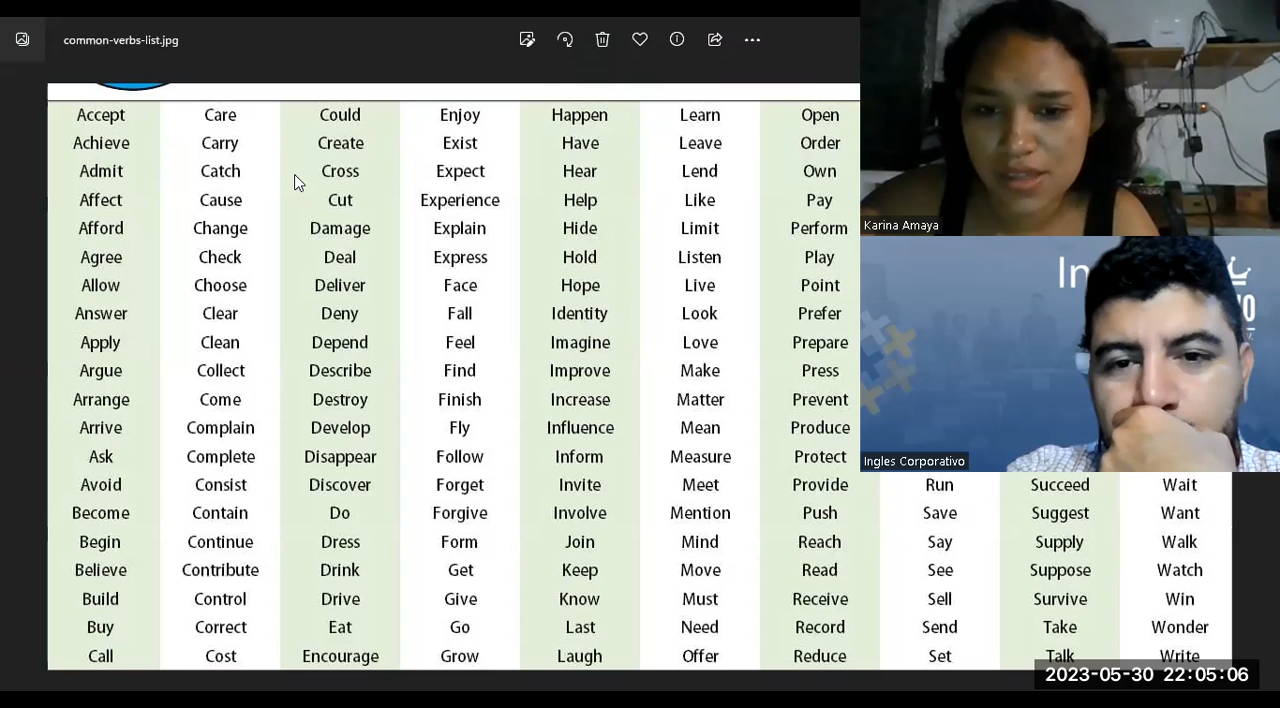 common-verbs-list.jpg
Accept Care Could Enjoy Happen Learn Open
Achieve Carry Create Exist Have Leave Order
Admit Catch Cross Expect Hear Lend Own
Affect Cause Cut Experience Help Like Pay
Afford Change Damage Explain Hide Limit Perform
Agree Check Deal Express Hold Listen Play
Allow Choose Deliver Face Hope Live Point
Answer Clear Deny Fall Identity Look Prefer
Apply Clean Depend Feel Imagine Love Prepare
Argue Collect Describe Find Improve Make Press
Arrange Come Destroy Finish Increase Matter Prevent
Arrive Complain Develop Fly Influence Mean Produce
Ask Complete Disappear Follow Inform Measure Protect
Avoid Consist Discover Forget Invite Meet Provide Run Succeed Wait
Become Contain Do Forgive Involve Mention Push Save Suggest Want
Begin Continue Dress Form Join Mind Reach Say Supply Walk
Believe Contribute Drink Get Keep Move Read See Suppose Watch
Build Control Drive Give Know Must Receive Sell Survive Win
Buy Correct Eat Go Last Need Record Send Take Wonder
Call Cost Encourage Grow Laugh Offer Reduce Set Talk Write
Karina Amaya
In
Ingles Corporativo
2023-05-30 22:05:06